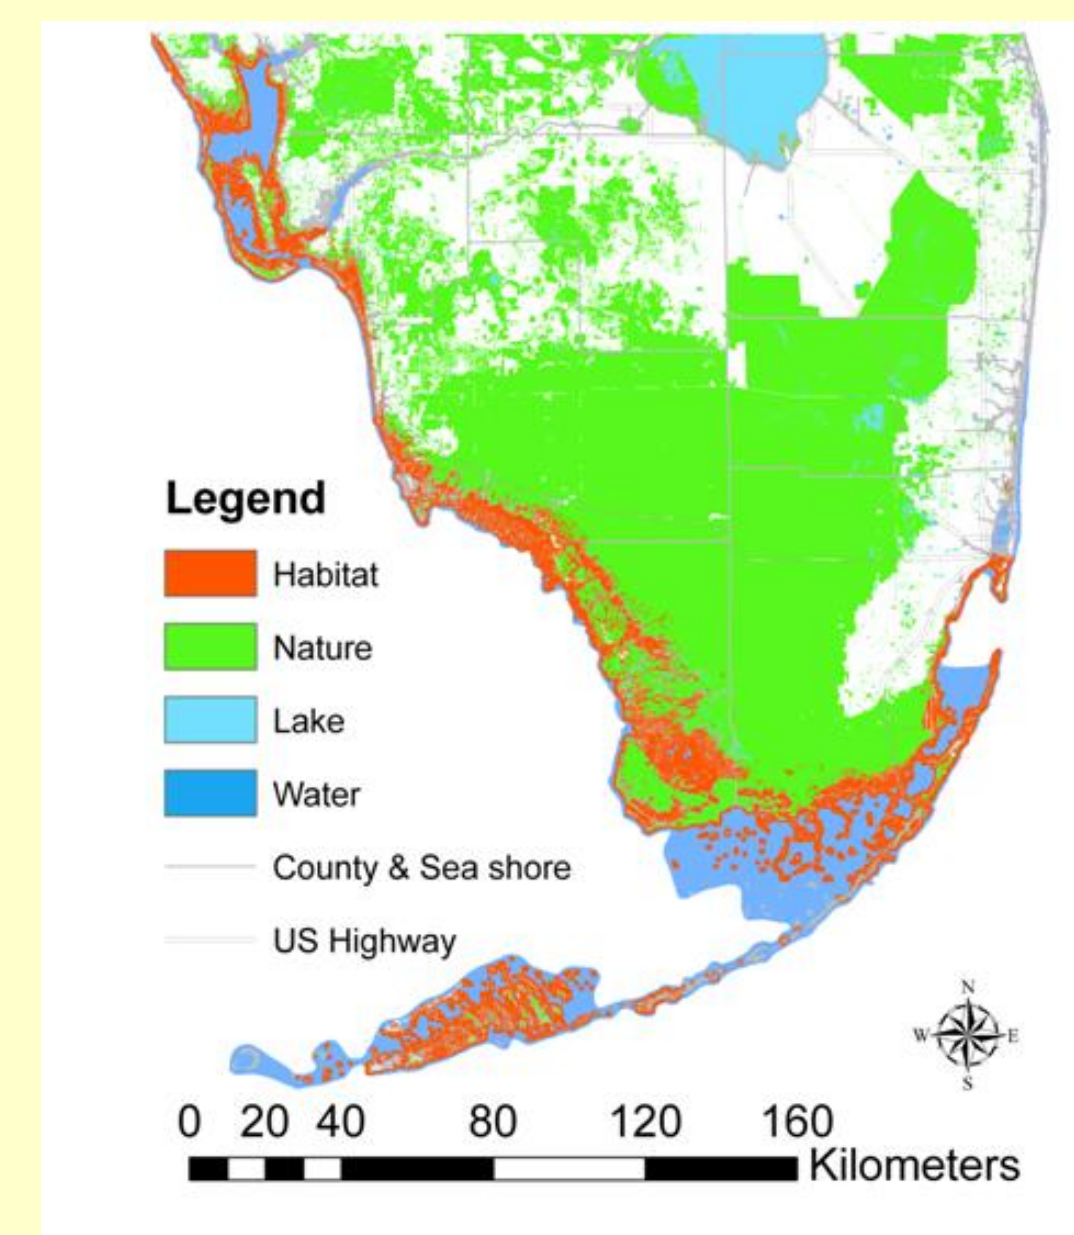 Legend
Habitat
Nature
Lake
Water
County & Sea shore
US Highway
N
W E
S
0 20 40 80 120 160
Kilometers